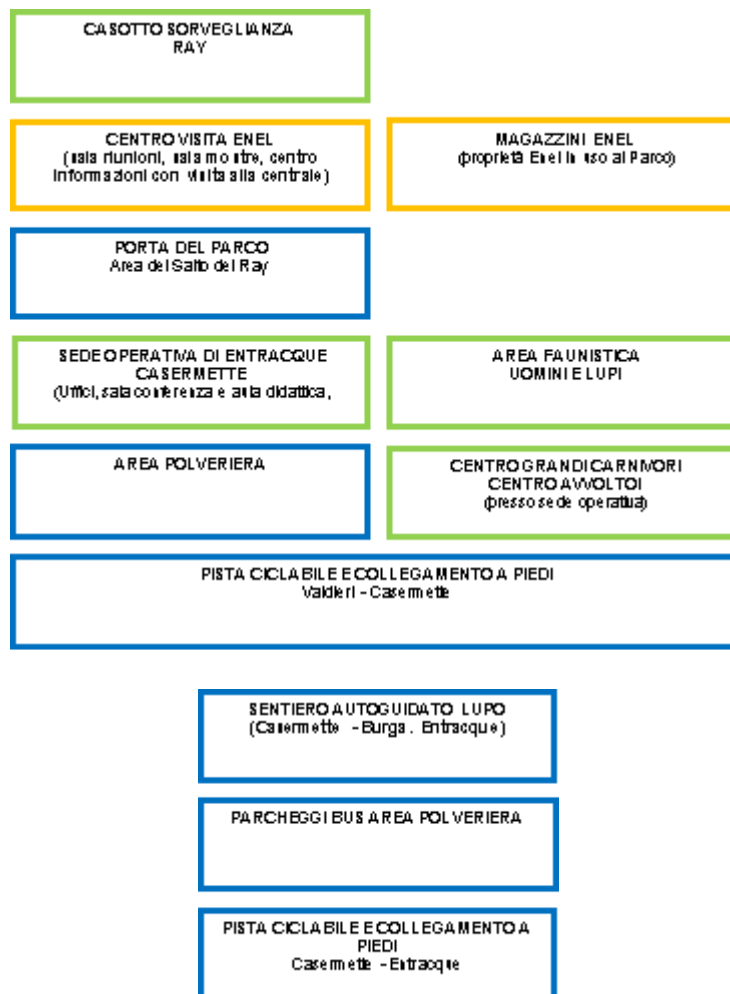 CASOTTO SORVEGLIANZA
RAY
CENTRO VISITA ENEL
(sala riunioni, sala mostre, centro
informazioni con visita alla centrale)
MAGAZZINI ENEL
(proprietà Enel in uso al Parco)
PORTA DEL PARCO
Area del Salto del Ray
SEDE OPERATIVA DI ENTRACQUE
CASERMETTE
(Uffici, sala conferenza e aula didattica,
AREA FAUNISTICA
UOMINI E LUPI
AREA POLVERIERA
CENTRO GRANDI CARNIVORI
CENTRO AVVOLTOI
(presso sede operativa)
PISTA CICLABILE E COLLEGAMENTO A PIEDI
Valdieri - Casermette
SENTIERO AUTOGUIDATO LUPO
(Casermette - Burga. Entracque)
PARCHEGGI BUS AREA POLVERIERA
PISTA CICLABILE E COLLEGAMENTO A
PIEDI
Casermette - Entracque